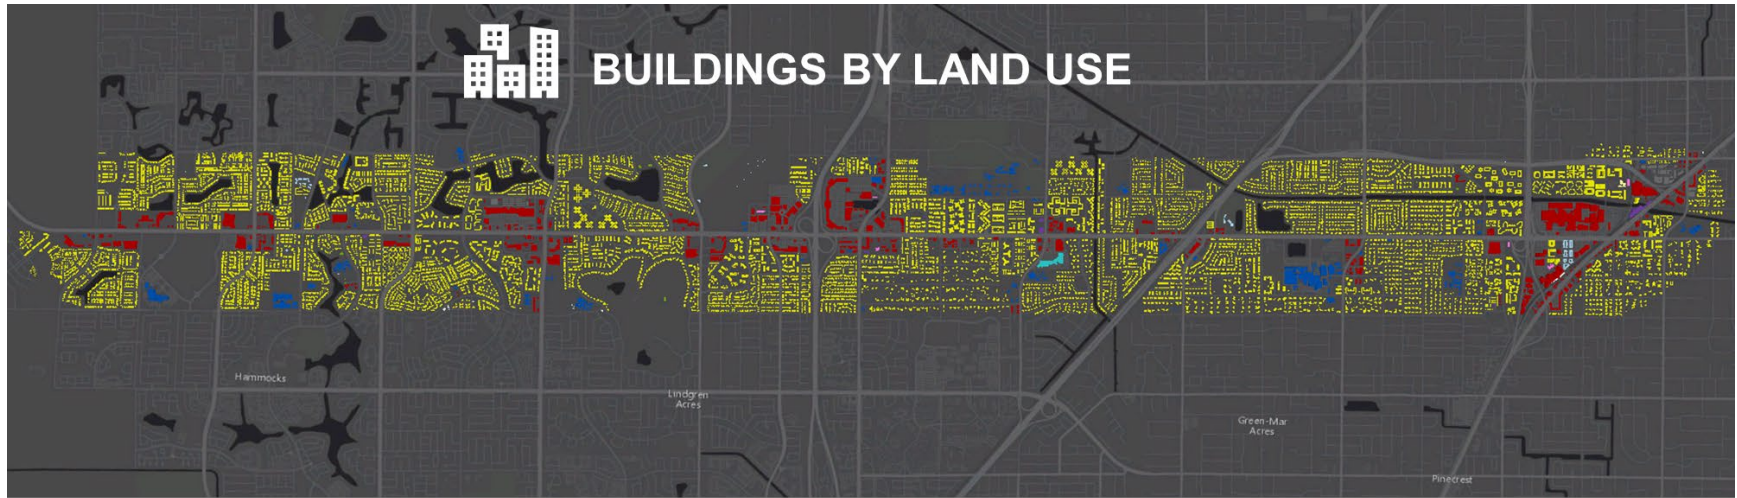 BUILDINGS BY LAND USE
Hammocks
Lindgren
Acres
Green-Mar
Acres
Pinecrest